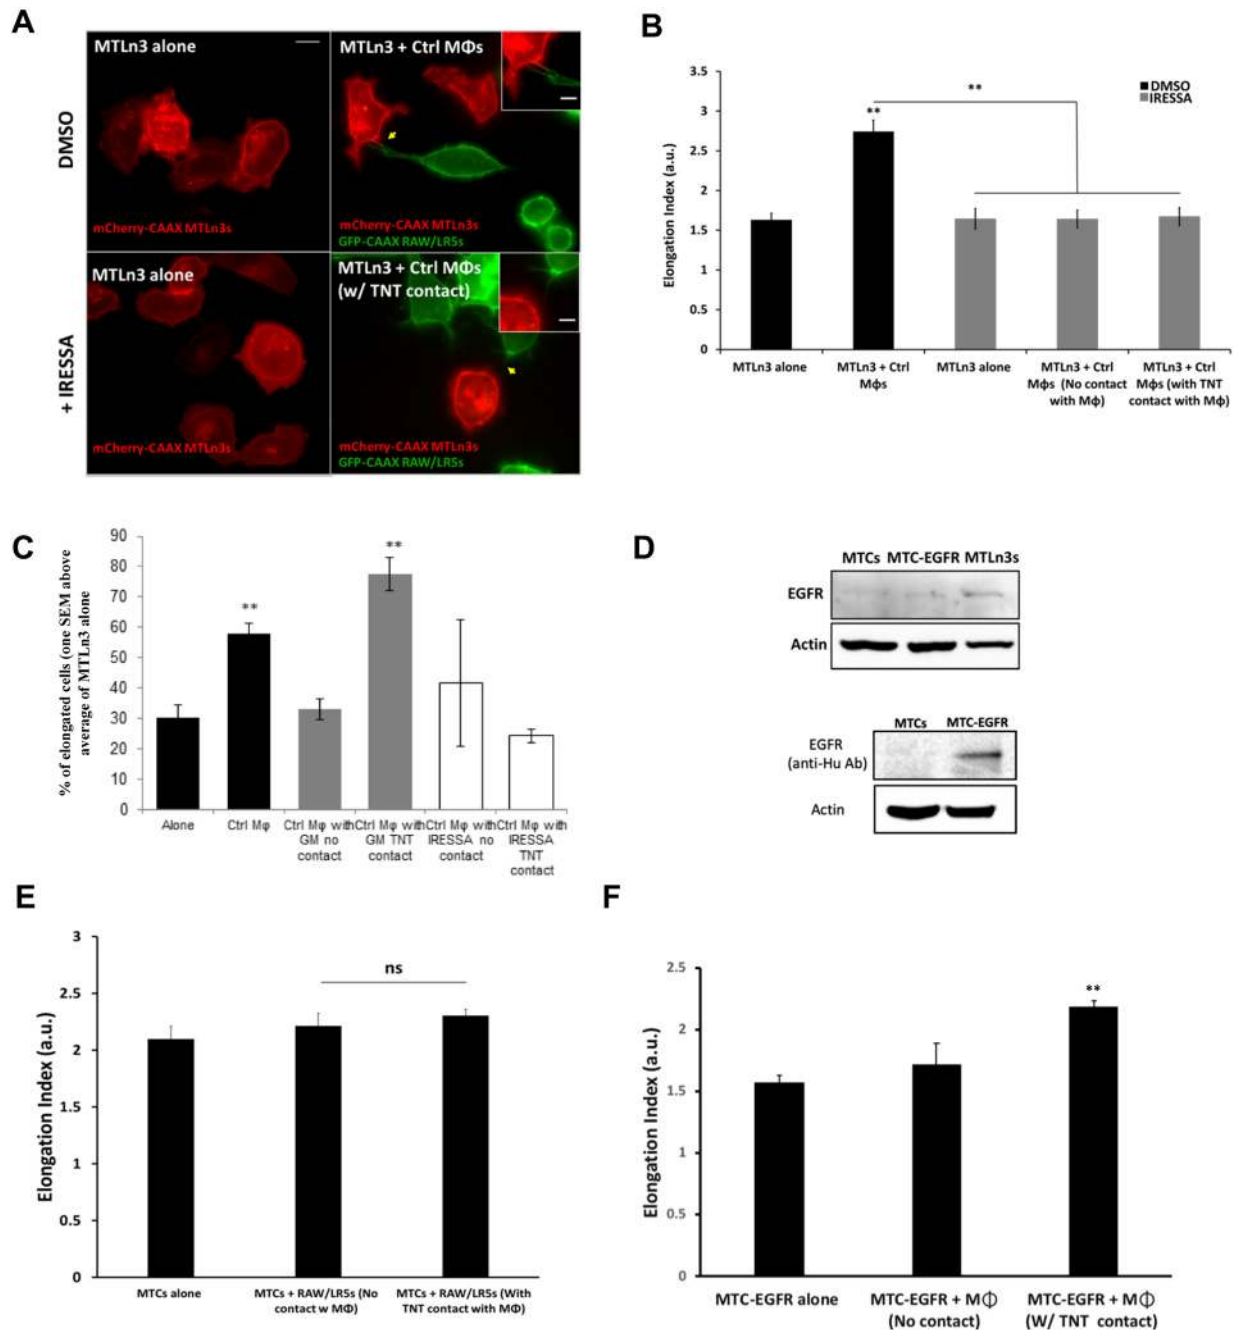 A
MTLn3 alone
MTLn3 + Ctrl MΦs
DMSO
mCherry-CAAX MTLn3s
mCherry-CAAX MTLn3s
GFP-CAAX RAW/LR5s
MTLn3 alone
MTLn3 + Ctrl MΦs
(w/ TNT contact)
+ IRESSA
mCherry-CAAX MTLn3s
mCherry-CAAX MTLn3s
GFP-CAAX RAW/LR5s
B
Elongation Index (a.u.)
3.5
3
2.5
2
1.5
1
0.5
0
DMSO
IRESSA
**
**
MTLn3 alone
MTLn3 + Ctrl
Mϕs
MTLn3 alone
MTLn3 + Ctrl
Mϕs (No contact
with Mϕ)
MTLn3 + Ctrl
Mϕs (with TNT
contact with Mϕ)
C
% of elongated cells (one SEM above
average of MTLn3 alone
90
80
70
60
50
40
30
20
10
0
**
**
Alone
Ctrl Mφ
Ctrl Mφ with
GM no
contact
Ctrl Mφ with
GM TNT
contact
Ctrl Mφ with
IRESSA no
contact
Ctrl Mφ with
IRESSA
TNT
contact
D
MTCs MTC-EGFR MTLn3s
EGFR
Actin
MTCs MTC-EGFR
EGFR
(anti-Hu Ab)
Actin
E
Elongation Index (a.u.)
3
2.5
2
1.5
1
0.5
0
ns
MTCs alone
MTCs + RAW/LR5s (No
contact w MΦ)
MTCs + RAW/LR5s (With
TNT contact with MΦ)
F
Elongation Index (a.u.)
2.5
2
1.5
1
0.5
0
**
MTC-EGFR alone
MTC-EGFR + MΦ
(No contact)
MTC-EGFR + MΦ
(W/ TNT contact)